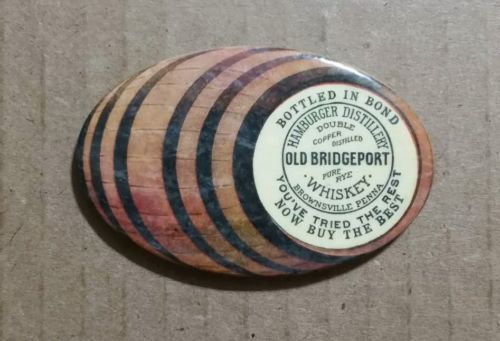 BOTTLED IN BOND
HAMBURGER DISTILLERY
DOUBLE
COPPER DISTILLED
OLD BRIDGEPORT
PURE
RYE
· WHISKEY ·
BROWNSVILLE PENNA
YOU'VE TRIED THE REST
NOW BUY THE BEST